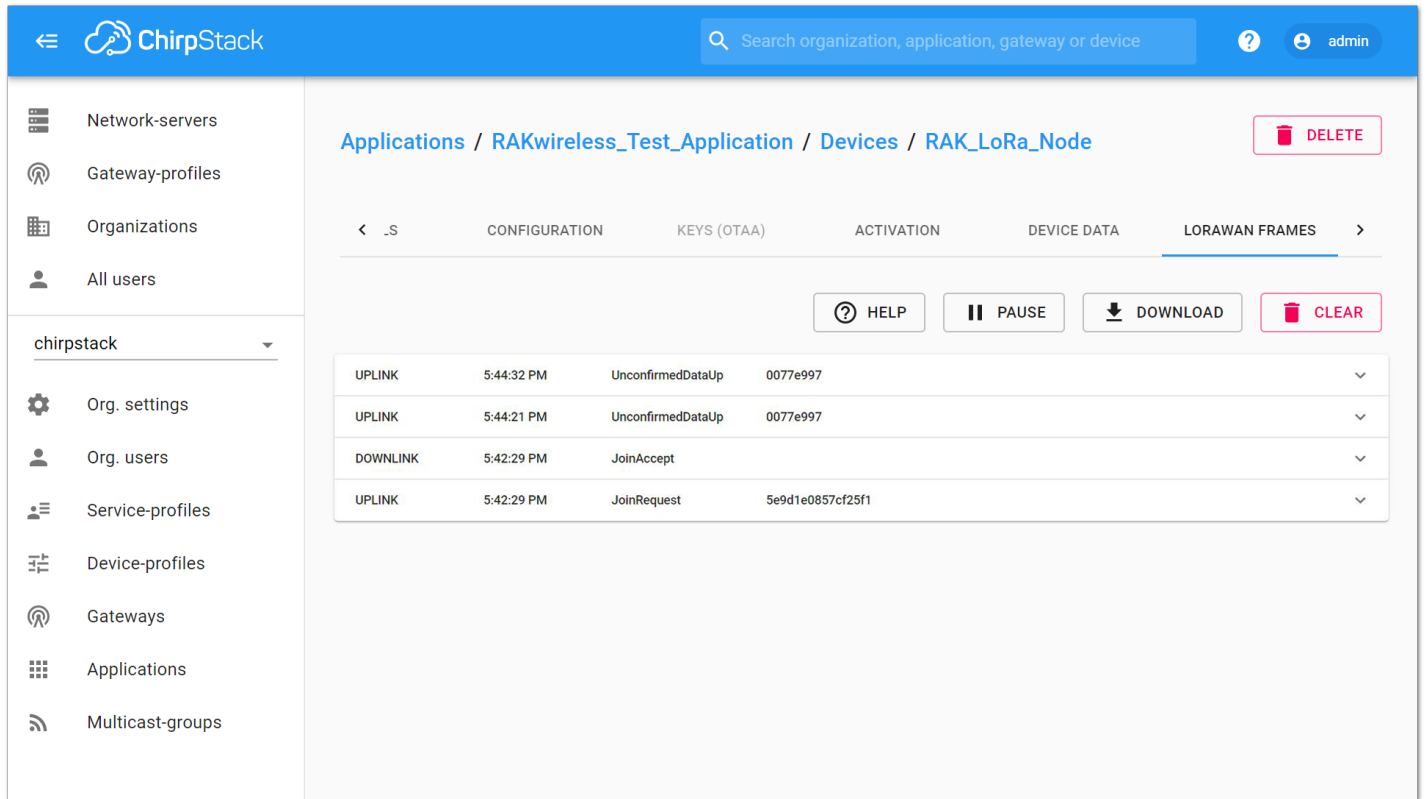 ChirpStack
Search organization, application, gateway or device
? admin
Network-servers
Gateway-profiles
Organizations
All users
chirpstack
Org. settings
Org. users
Service-profiles
Device-profiles
Gateways
Applications
Multicast-groups
Applications / RAKwireless_Test_Application / Devices / RAK_LoRa_Node
DELETE
CONFIGURATION KEYS (OTAA) ACTIVATION DEVICE DATA LORAWAN FRAMES
? HELP PAUSE DOWNLOAD CLEAR
UPLINK 5:44:32 PM UnconfirmedDataUp 0077e997
UPLINK 5:44:21 PM UnconfirmedDataUp 0077e997
DOWNLINK 5:42:29 PM JoinAccept
UPLINK 5:42:29 PM JoinRequest 5e9d1e0857cf25f1